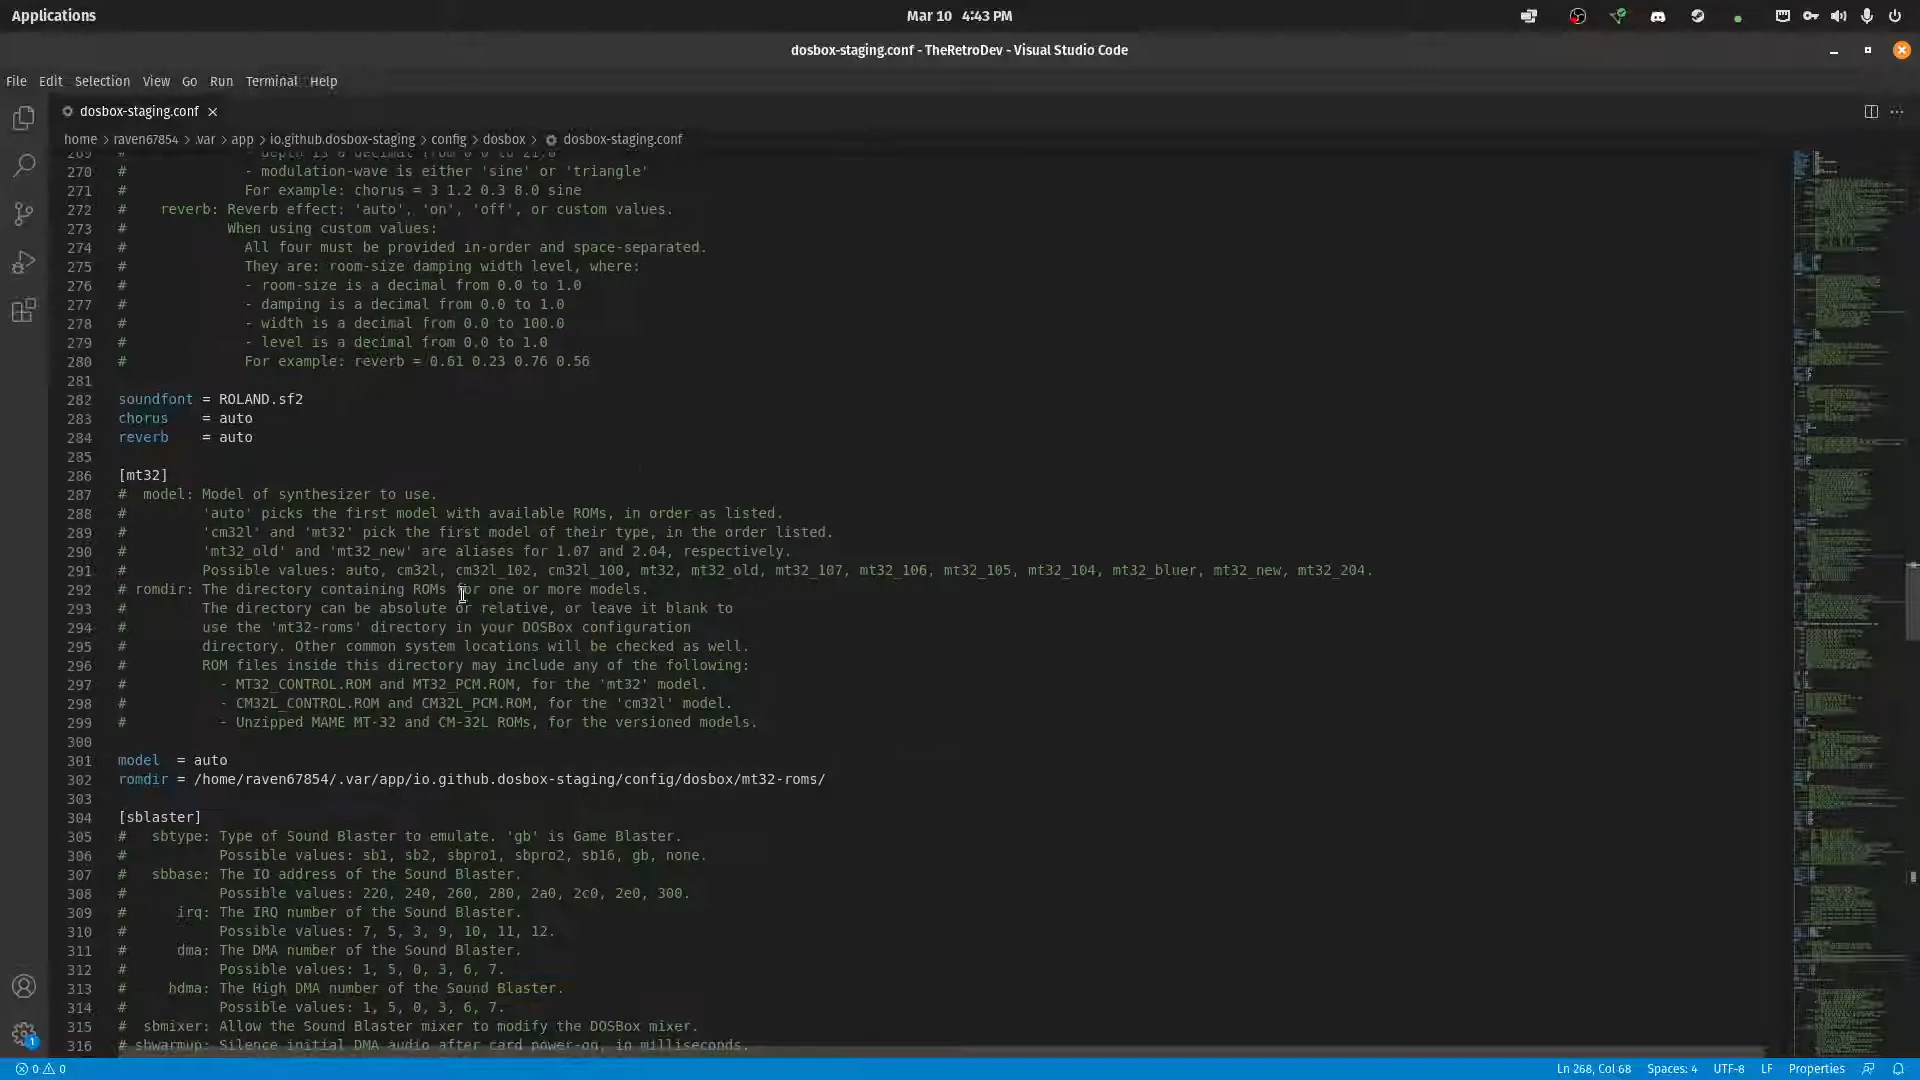 Applications
Mar 10 4:43 PM
dosbox-staging.conf - TheRetroDev - Visual Studio Code
File Edit Selection View Go Run Terminal Help
dosbox-staging.conf
home > raven67854 > .var > app > io.github.dosbox-staging > config > dosbox > dosbox-staging.conf
269 # - depth is a decimal from 0.0 to 21.0
270 # - modulation-wave is either 'sine' or 'triangle'
271 # For example: chorus = 3 1.2 0.3 8.0 sine
272 # reverb: Reverb effect: 'auto', 'on', 'off', or custom values.
273 # When using custom values:
274 # All four must be provided in-order and space-separated.
275 # They are: room-size damping width level, where:
276 # - room-size is a decimal from 0.0 to 1.0
277 # - damping is a decimal from 0.0 to 1.0
278 # - width is a decimal from 0.0 to 100.0
279 # - level is a decimal from 0.0 to 1.0
280 # For example: reverb = 0.61 0.23 0.76 0.56
281
282 soundfont = ROLAND.sf2
283 chorus = auto
284 reverb = auto
285
286 [mt32]
287 # model: Model of synthesizer to use.
288 # 'auto' picks the first model with available ROMs, in order as listed.
289 # 'cm32l' and 'mt32' pick the first model of their type, in the order listed.
290 # 'mt32_old' and 'mt32_new' are aliases for 1.07 and 2.04, respectively.
291 # Possible values: auto, cm32l, cm32l_102, cm32l_100, mt32, mt32_old, mt32_107, mt32_106, mt32_105, mt32_104, mt32_bluer, mt32_new, mt32_204.
292 # romdir: The directory containing ROMs for one or more models.
293 # The directory can be absolute or relative, or leave it blank to
294 # use the 'mt32-roms' directory in your DOSBox configuration
295 # directory. Other common system locations will be checked as well.
296 # ROM files inside this directory may include any of the following:
297 # - MT32_CONTROL.ROM and MT32_PCM.ROM, for the 'mt32' model.
298 # - CM32L_CONTROL.ROM and CM32L_PCM.ROM, for the 'cm32l' model.
299 # - Unzipped MAME MT-32 and CM-32L ROMs, for the versioned models.
300
301 model = auto
302 romdir = /home/raven67854/.var/app/io.github.dosbox-staging/config/dosbox/mt32-roms/
303
304 [sblaster]
305 # sbtype: Type of Sound Blaster to emulate. 'gb' is Game Blaster.
306 # Possible values: sb1, sb2, sbpro1, sbpro2, sb16, gb, none.
307 # sbbase: The IO address of the Sound Blaster.
308 # Possible values: 220, 240, 260, 280, 2a0, 2c0, 2e0, 300.
309 # irq: The IRQ number of the Sound Blaster.
310 # Possible values: 7, 5, 3, 9, 10, 11, 12.
311 # dma: The DMA number of the Sound Blaster.
312 # Possible values: 1, 5, 0, 3, 6, 7.
313 # hdma: The High DMA number of the Sound Blaster.
314 # Possible values: 1, 5, 0, 3, 6, 7.
315 # sbmixer: Allow the Sound Blaster mixer to modify the DOSBox mixer.
316 # sbwarmup: Silence initial DMA audio after card power-on, in milliseconds.
1
0 0
Ln 268, Col 68 Spaces: 4 UTF-8 LF Properties